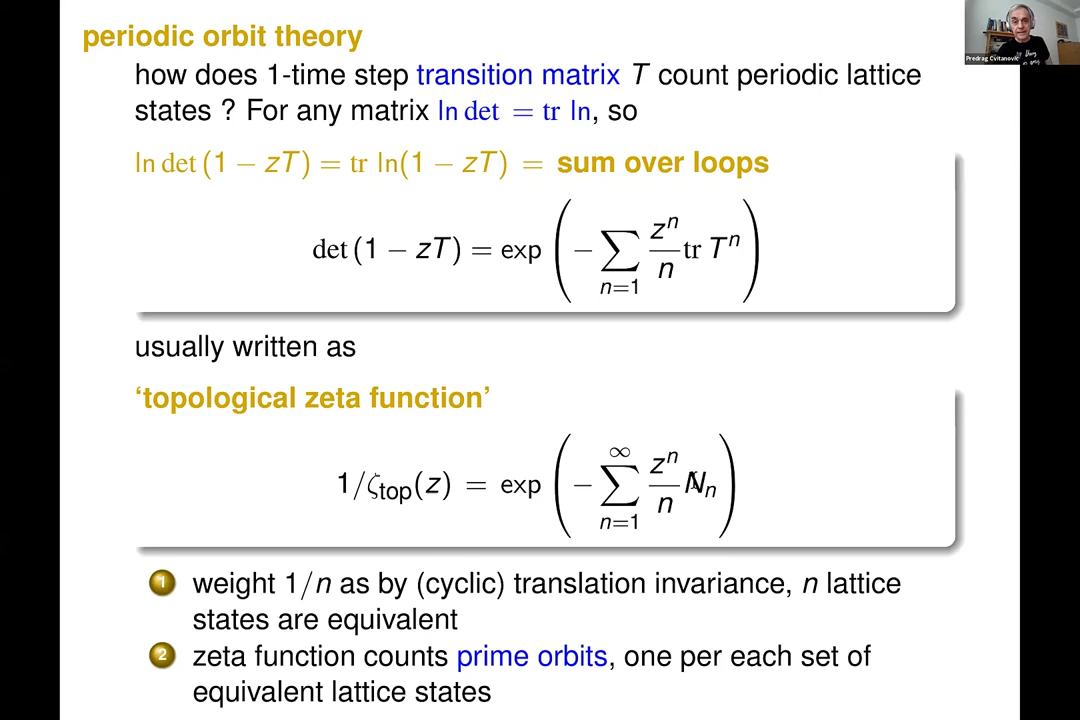 periodic orbit theory
how does 1-time step transition matrix T count periodic lattice
states ? For any matrix ln det = tr ln, so
ln det (1 − zT) = tr ln(1 − zT) = sum over loops
det (1 − zT) = exp ( − ∑_{n=1} z^n/n tr T^n )
usually written as
‘topological zeta function’
1/ζ_top(z) = exp ( − ∑_{n=1}^{∞} z^n/n N_n )
1 weight 1/n as by (cyclic) translation invariance, n lattice
states are equivalent
2 zeta function counts prime orbits, one per each set of
equivalent lattice states
Predrag Cvitanović